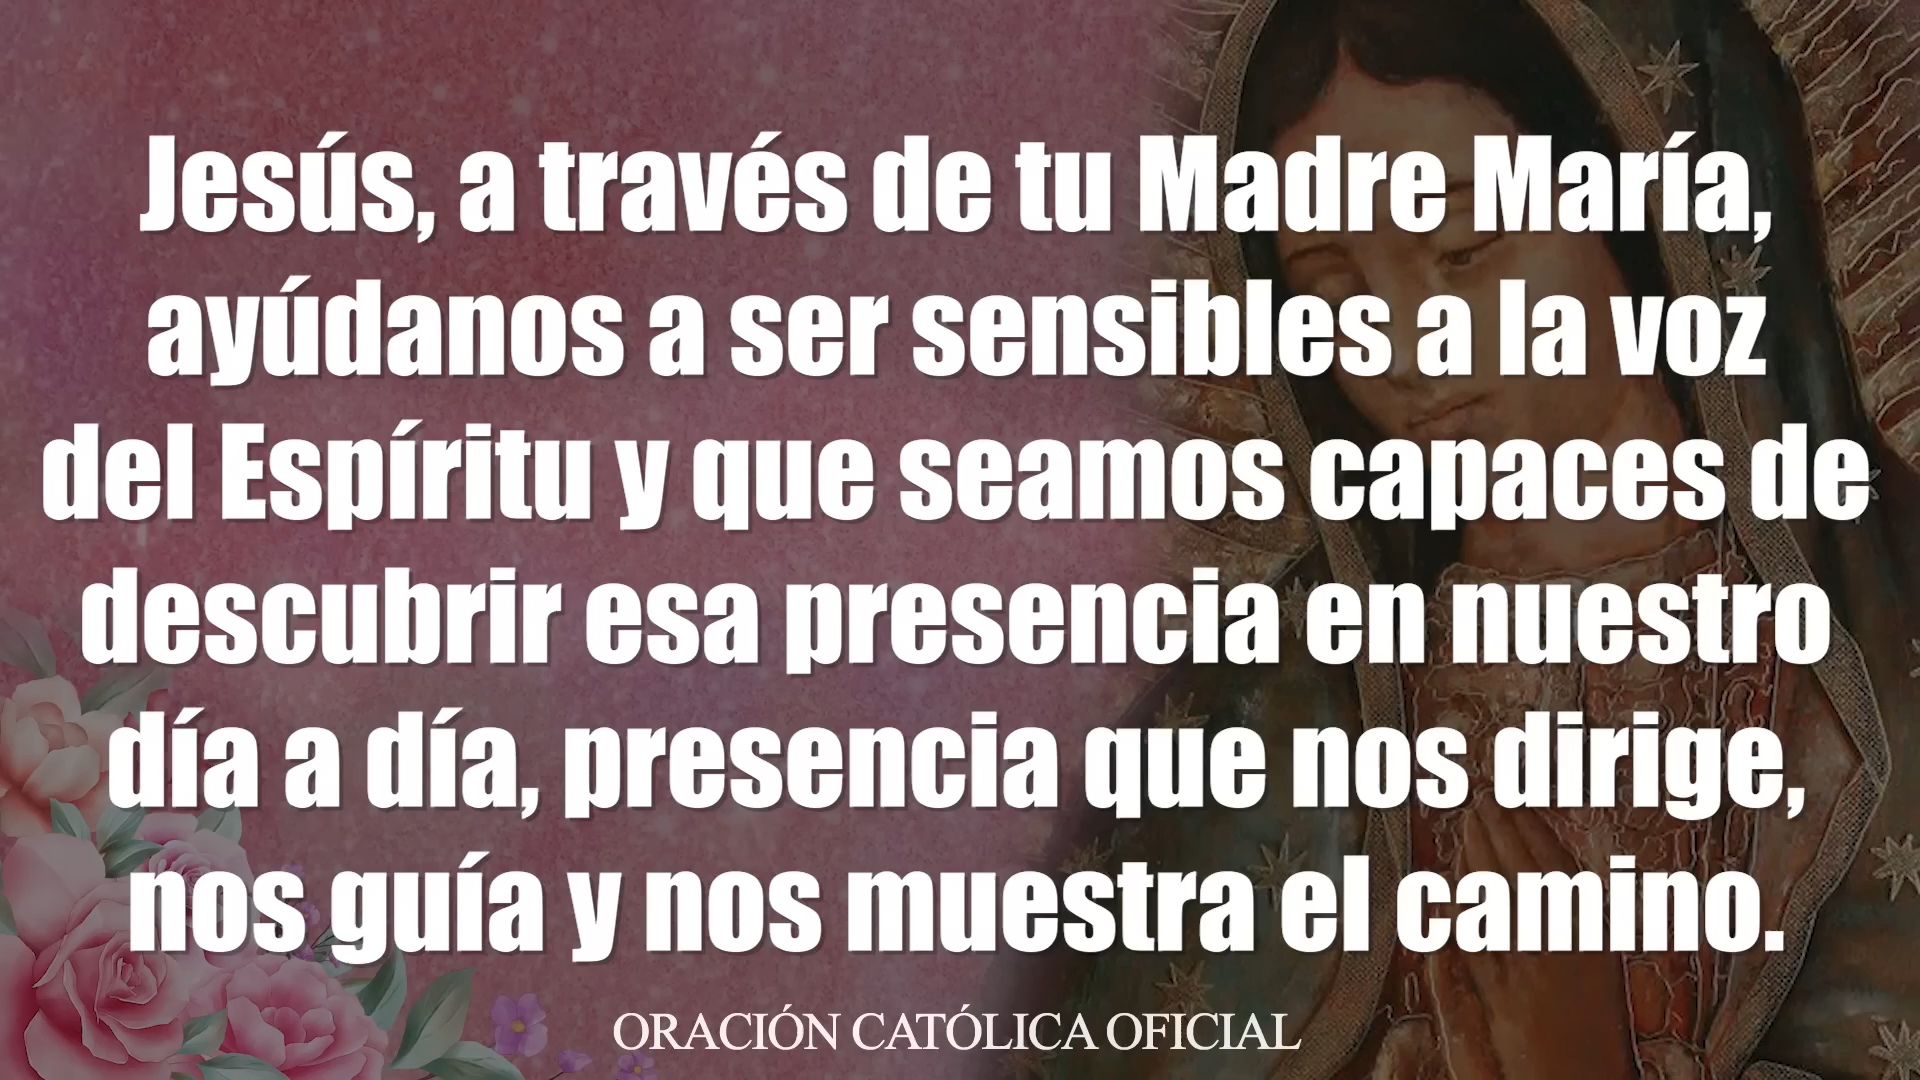 Jesús, a través de tu Madre María,
ayúdanos a ser sensibles a la voz
del Espíritu y que seamos capaces de
descubrir esa presencia en nuestro
día a día, presencia que nos dirige,
nos guía y nos muestra el camino.
ORACIÓN CATÓLICA OFICIAL